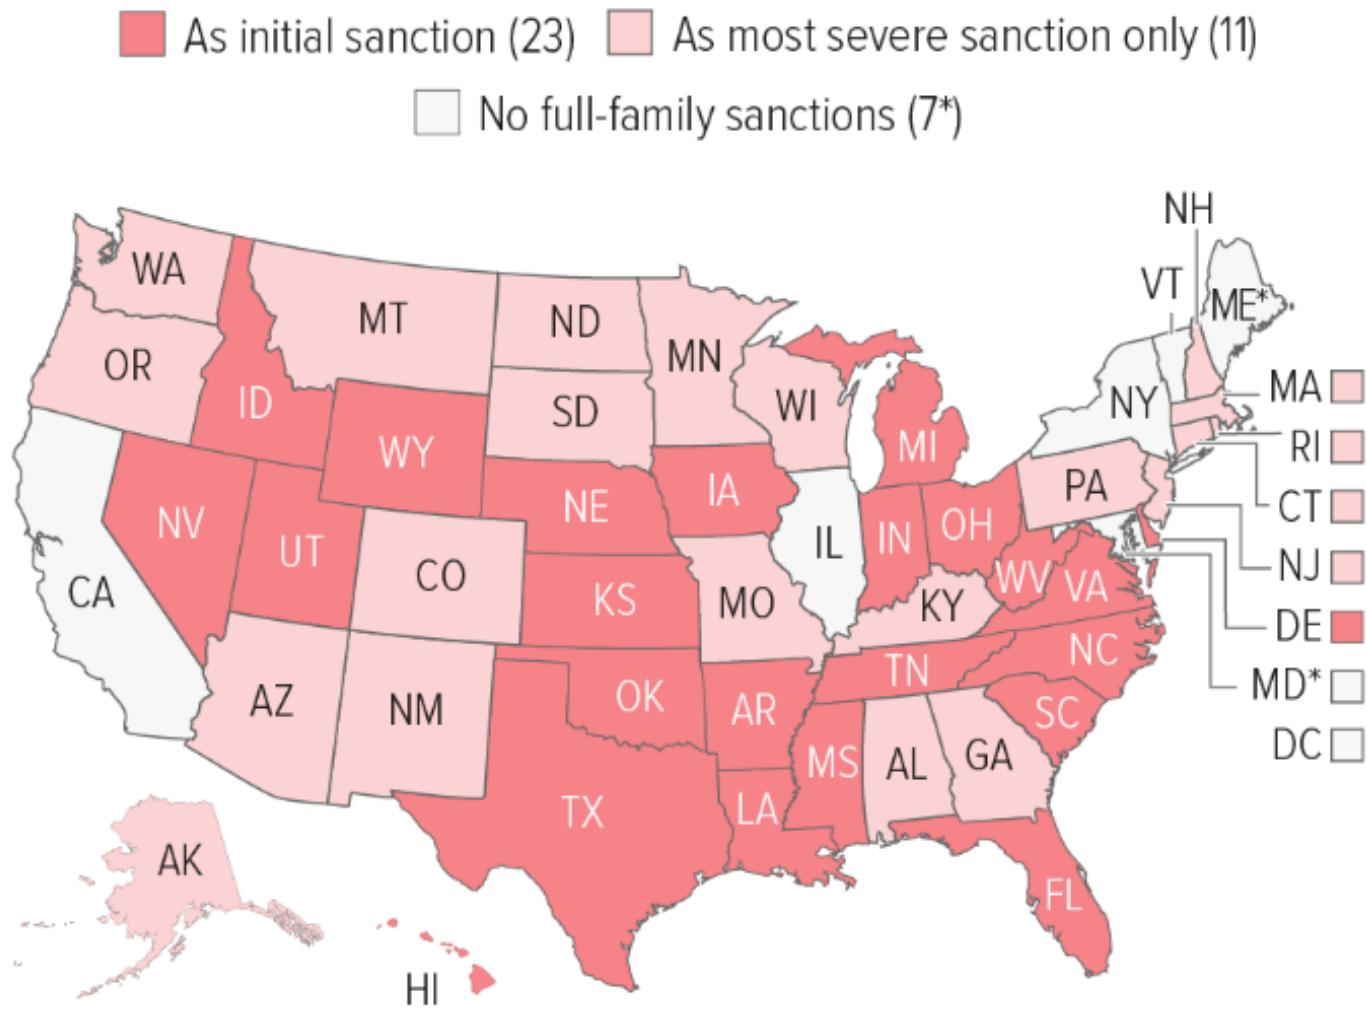 As initial sanction (23) As most severe sanction only (11)
No full-family sanctions (7*)
NH
VT
ME*
WA
MT
ND
MN
OR
ID
SD
WI
NY
MA
WY
MI
RI
NE
IA
PA
CT
NV
UT
CO
IL
IN
OH
NJ
CA
KS
MO
KY
WV
VA
DE
AZ
NM
OK
AR
TN
NC
MD*
SC
TX
LA
MS
AL
GA
DC
AK
HI
FL